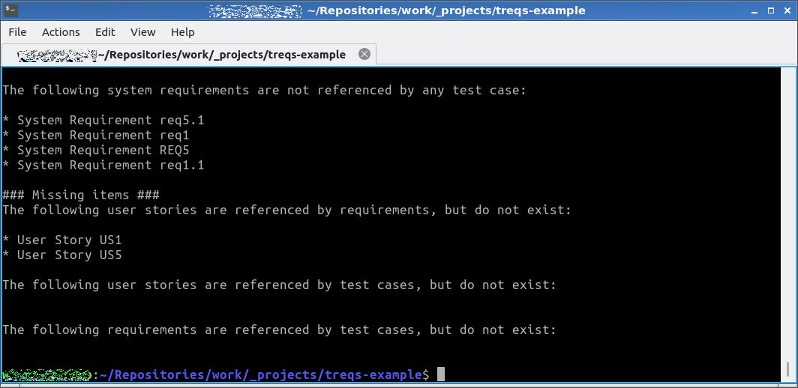 ~/Repositories/work/_projects/treqs-example
File Actions Edit View Help
~/Repositories/work/_projects/treqs-example
The following system requirements are not referenced by any test case:
* System Requirement req5.1
* System Requirement req1
* System Requirement REQ5
* System Requirement req1.1
### Missing items ###
The following user stories are referenced by requirements, but do not exist:
* User Story US1
* User Story US5
The following user stories are referenced by test cases, but do not exist:
The following requirements are referenced by test cases, but do not exist:
:~/Repositories/work/_projects/treqs-example$